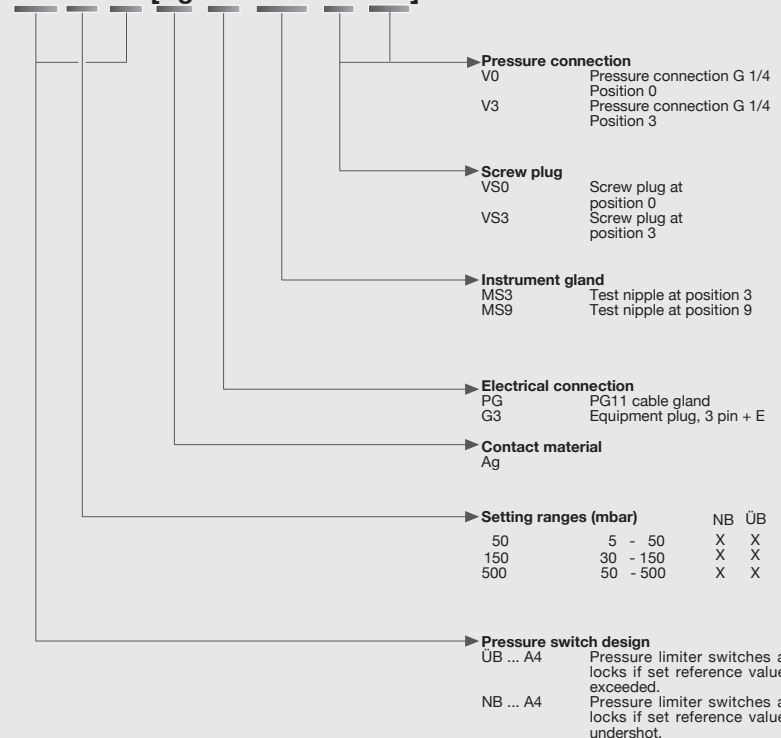 Pressure connection
V0 Pressure connection G 1/4
Position 0
V3 Pressure connection G 1/4
Position 3
Screw plug
VS0 Screw plug at
position 0
VS3 Screw plug at
position 3
Instrument gland
MS3 Test nipple at position 3
MS9 Test nipple at position 9
Electrical connection
PG PG11 cable gland
G3 Equipment plug, 3 pin + E
Contact material
Ag
Setting ranges (mbar) NB ÜB
50 5 - 50 X X
150 30 - 150 X X
500 50 - 500 X X
Pressure switch design
ÜB ... A4 Pressure limiter switches
locks if set reference value
exceeded.
NB ... A4 Pressure limiter switches
locks if set reference value
undershot.